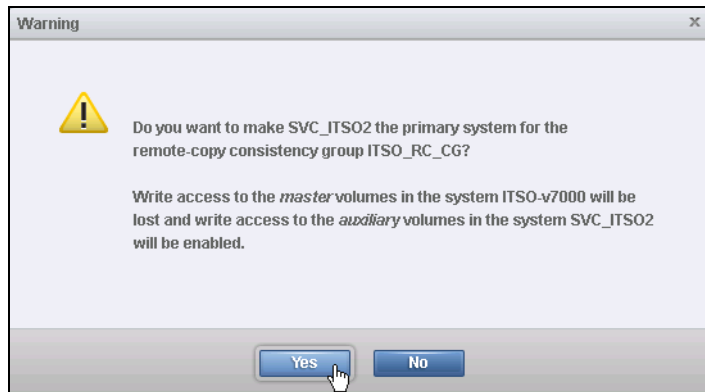 Warning
x
Do you want to make SVC_ITSO2 the primary system for the
remote-copy consistency group ITSO_RC_CG?
Write access to the master volumes in the system ITSO-v7000 will be
lost and write access to the auxiliary volumes in the system SVC_ITSO2
will be enabled.
Yes
No